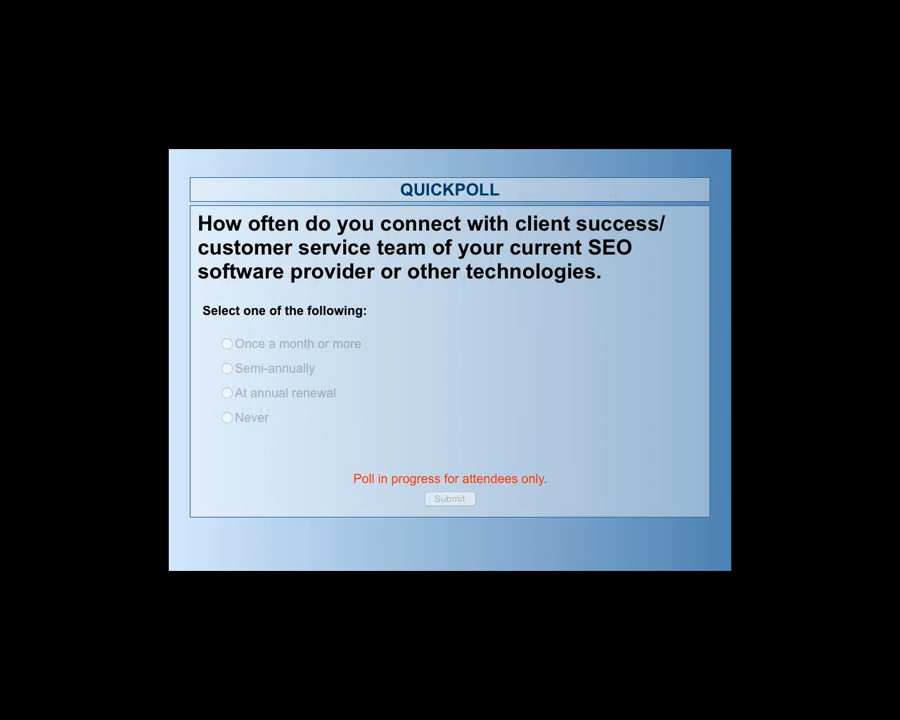 QUICKPOLL
How often do you connect with client success/
customer service team of your current SEO
software provider or other technologies.
Select one of the following:
Once a month or more
Semi-annually
At annual renewal
Never
Poll in progress for attendees only.
Submit